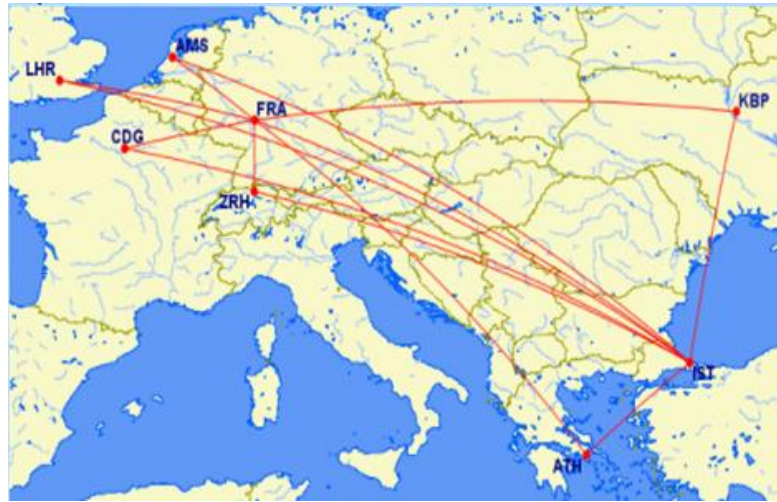 AMS
LHR
FRA
KBP
CDG
ZRH
IST
ATH